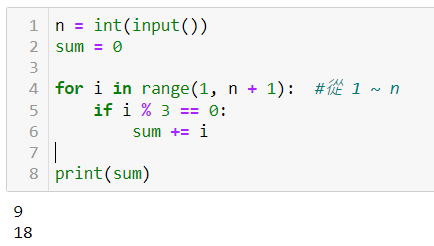 1 n = int(input())
2 sum = 0
3
4 for i in range(1, n + 1):  #從 1 ~ n
5     if i % 3 == 0:
6         sum += i
7
8 print(sum)
9
18